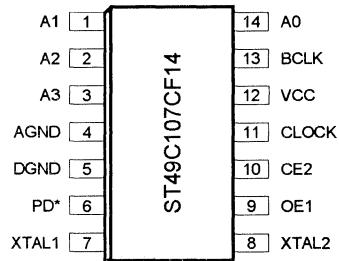 A1 1 14 A0
A2 2 13 BCLK
A3 3 12 VCC
AGND 4 11 CLOCK
DGND 5 10 CE2
PD* 6 9 OE1
XTAL1 7 8 XTAL2
ST49C107CF14